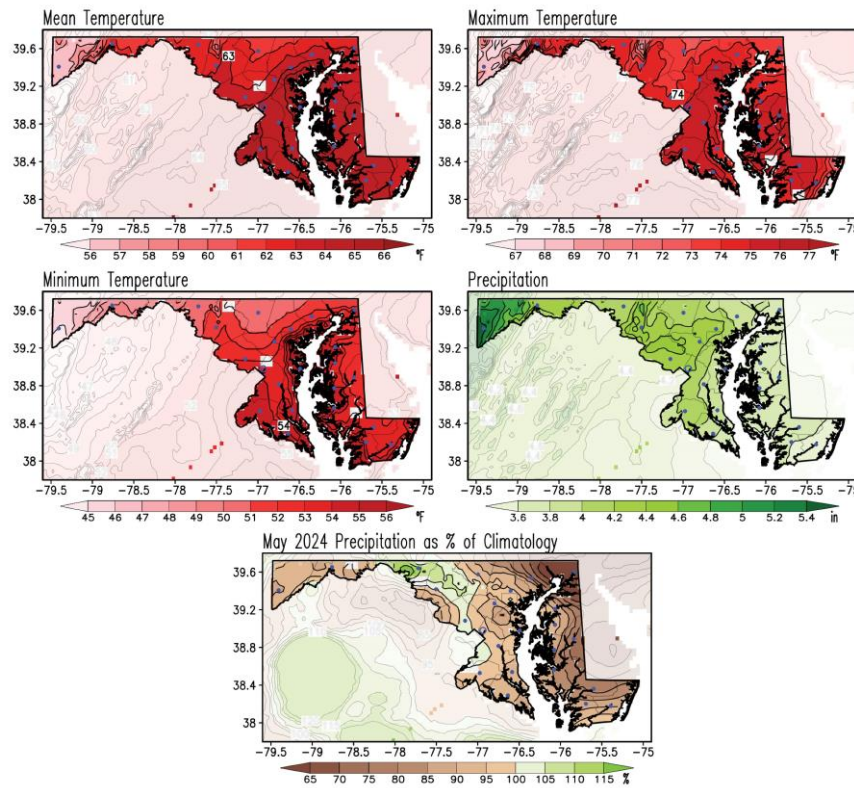 Mean Temperature
Maximum Temperature
39.6
39.2
38.8
38.4
38
63
-79.5 -79 -78.5 -78 -77.5 -77 -76.5 -76 -75.5 -75
56 57 58 59 60 61 62 63 64 65 66 °F
39.6
39.2
38.8
38.4
38
74
-79.5 -79 -78.5 -78 -77.5 -77 -76.5 -76 -75.5 -75
67 68 69 70 71 72 73 74 75 76 77 °F
Minimum Temperature
Precipitation
39.6
39.2
38.8
38.4
38
54
-79.5 -79 -78.5 -78 -77.5 -77 -76.5 -76 -75.5 -75
45 46 47 48 49 50 51 52 53 54 55 56 °F
39.6
39.2
38.8
38.4
38
-79.5 -79 -78.5 -78 -77.5 -77 -76.5 -76 -75.5 -75
3.6 3.8 4 4.2 4.4 4.6 4.8 5 5.2 5.4 in
May 2024 Precipitation as % of Climatology
39.6
39.2
38.8
38.4
38
-79.5 -79 -78.5 -78 -77.5 -77 -76.5 -76 -75.5 -75
65 70 75 80 85 90 95 100 105 110 115 %